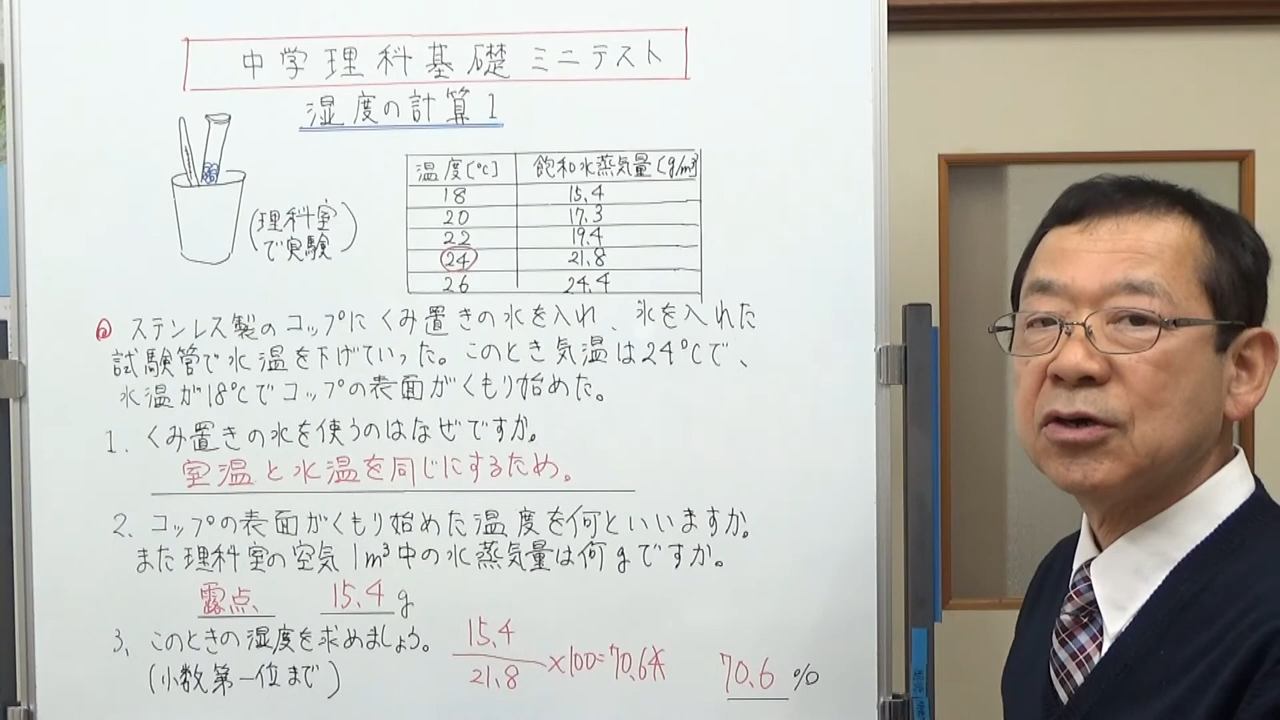 中学理科基礎ミニテスト
湿度の計算1
(理科室
で実験)
温度[℃] 飽和水蒸気量[g/m³]
18 15.4
20 17.3
22 19.4
24 21.8
26 24.4
ステンレス製のコップにくみ置きの水を入れ、氷を入れた
試験管で水温を下げていった。このとき気温は24℃で、
水温が18℃でコップの表面がくもり始めた。
1. くみ置きの水を使うのはなぜですか。
室温と水温を同じにするため。
2. コップの表面がくもり始めた温度を何といいますか。
また理科室の空気1m³中の水蒸気量は何gですか。
露点 15.4g
3. このときの湿度を求めましょう。
(小数第一位まで)
15.4/21.8×100=70.6 70.6%